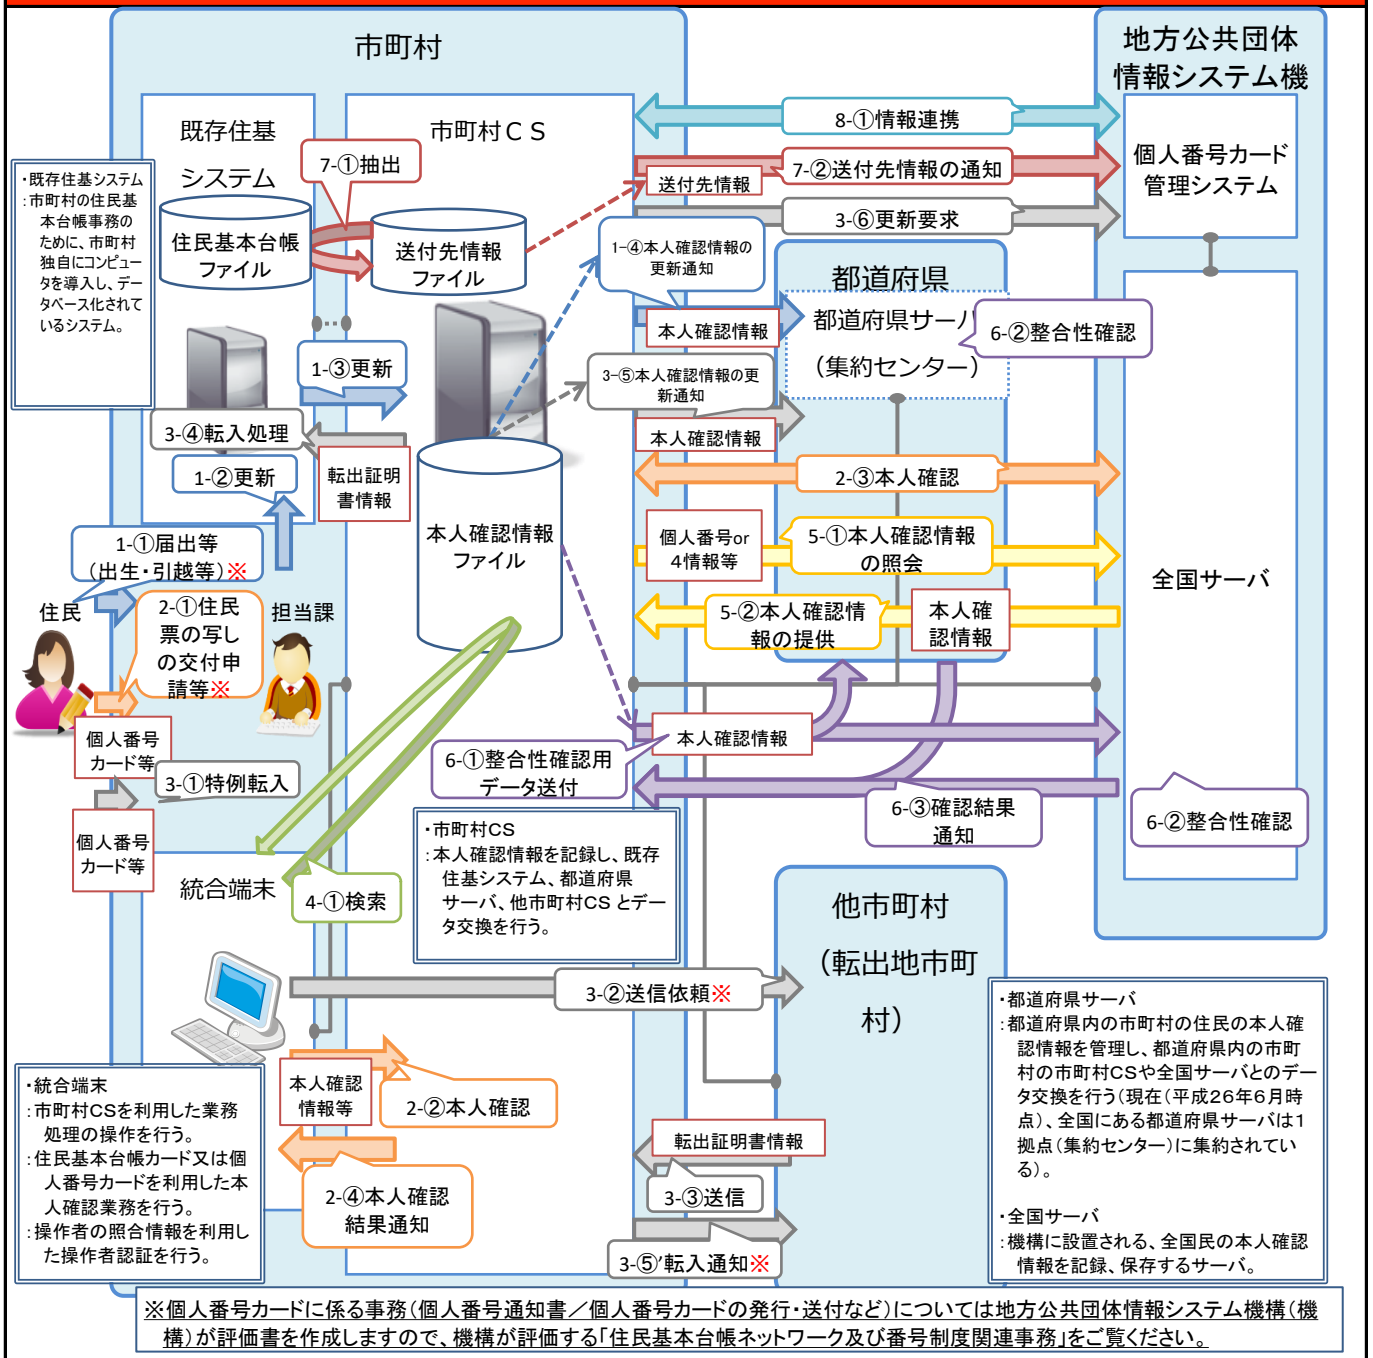 市町村
地方公共団体
情報システム機
既存住基
システム
市町村ＣＳ
個人番号カード
管理システム
8-①情報連携
7-①抽出
送付先情報
7-②送付先情報の通知
3-⑥更新要求
・既存住基システム
：市町村の住民基
本台帳事務の
ために、市町村
独自にコンピュー
タを導入し、デー
タベース化されて
いるシステム。
住民基本台帳
ファイル
送付先情報
ファイル
1-④本人確認情報の
更新通知
都道府県
都道府県サーバ
（集約センター）
6-②整合性確認
本人確認情報
1-③更新
3-⑤本人確認情報の更
新通知
本人確認情報
3-④転入処理
1-②更新
転出証明
書情報
2-③本人確認
本人確認情報
ファイル
個人番号or
４情報等
5-①本人確認情報
の照会
1-①届出等
（出生・引越等）※
全国サーバ
住民
2-①住民
票の写し
の交付申
請等※
担当課
5-②本人確認情
報の提供
本人確
認情報
個人番号
カード等
3-①特例転入
個人番号
カード等
6-①整合性確認用
データ送付
本人確認情報
6-③確認結果
通知
6-②整合性確認
・市町村CS
：本人確認情報を記録し、既存
住基システム、都道府県
サーバ、他市町村CS とデー
タ交換を行う。
統合端末
4-①検索
他市町村
（転出地市町
村）
3-②送信依頼※
・都道府県サーバ
：都道府県内の市町村の住民の本人確
認情報を管理し、都道府県内の市町
村の市町村CSや全国サーバとのデー
タ交換を行う（現在（平成26年6月時
点）、全国にある都道府県サーバは１
拠点（集約センター）に集約されてい
る）。
・全国サーバ
：機構に設置される、全国民の本人確認
情報を記録、保存するサーバ。
・統合端末
：市町村CSを利用した業務
処理の操作を行う。
：住民基本台帳カード又は個
人番号カードを利用した本
人確認業務を行う。
：操作者の照合情報を利用し
た操作者認証を行う。
本人確認
情報等
2-②本人確認
2-④本人確認
結果通知
転出証明書情報
3-③送信
3-⑤’転入通知※
※個人番号カードに係る事務（個人番号通知書／個人番号カードの発行・送付など）については地方公共団体情報システム機構（機
構）が評価書を作成しますので、機構が評価する「住民基本台帳ネットワーク及び番号制度関連事務」をご覧ください。